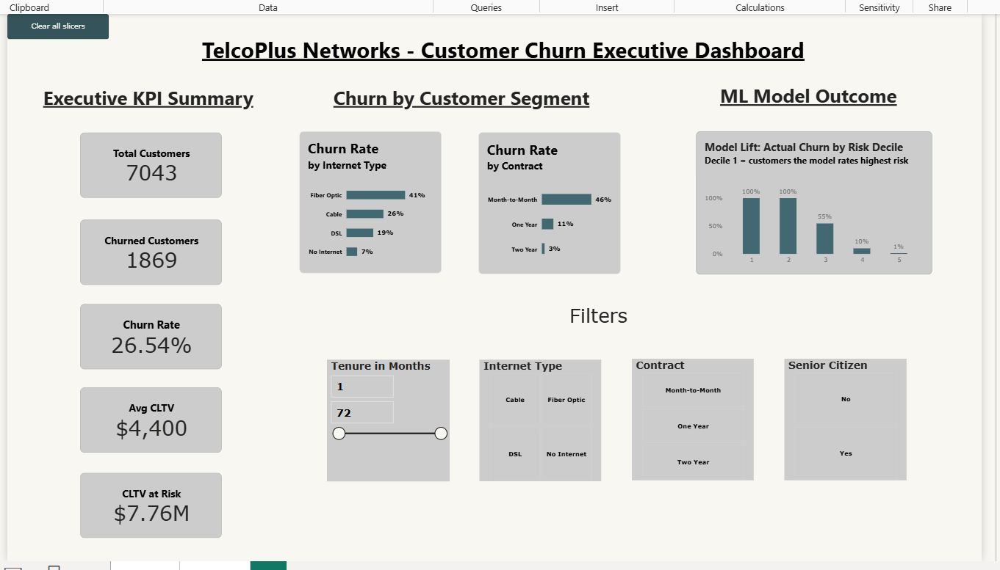 Clipboard
Data
Queries
Insert
Calculations
Sensitivity
Share
Clear all slicers
TelcoPlus Networks - Customer Churn Executive Dashboard
Executive KPI Summary
Total Customers
7043
Churned Customers
1869
Churn Rate
26.54%
Avg CLTV
$4,400
CLTV at Risk
$7.76M
Churn by Customer Segment
Churn Rate
by Internet Type
Fiber Optic 41%
Cable 26%
DSL 19%
No Internet 7%
Churn Rate
by Contract
Month-to-Month 46%
One Year 11%
Two Year 3%
ML Model Outcome
Model Lift: Actual Churn by Risk Decile
Decile 1 = customers the model rates highest risk
100%
50%
0%
100% 100% 55% 10% 1%
1 2 3 4 5
Filters
Tenure in Months
1
72
Internet Type
Cable Fiber Optic
DSL No Internet
Contract
Month-to-Month
One Year
Two Year
Senior Citizen
No
Yes